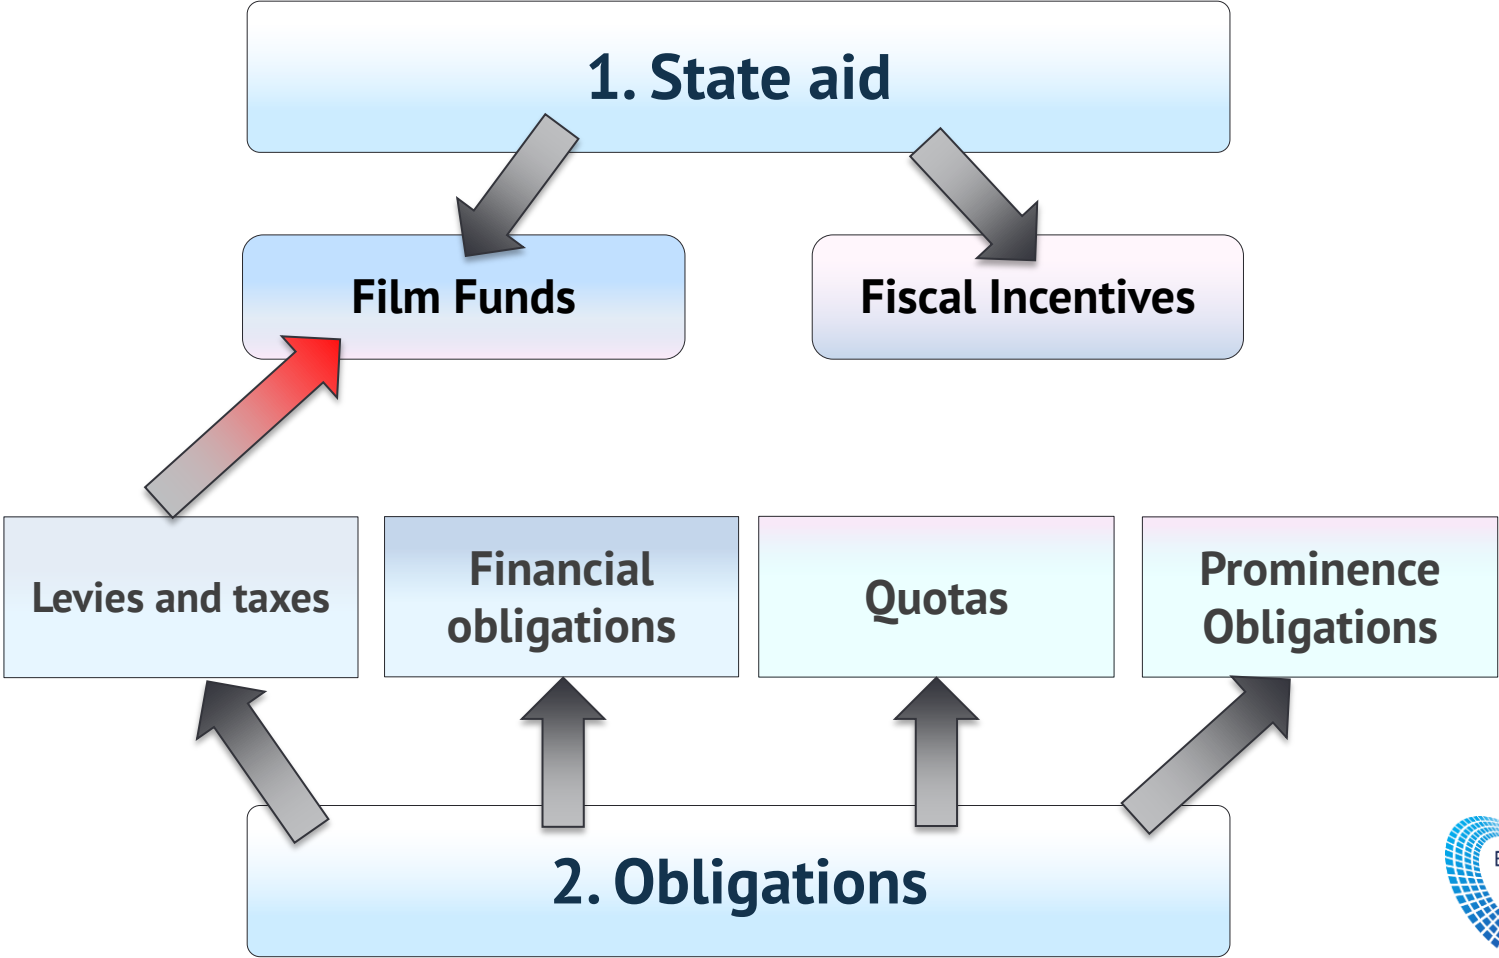 1. State aid
Film Funds
Fiscal Incentives
Levies and taxes
Financial
obligations
Quotas
Prominence
Obligations
2. Obligations